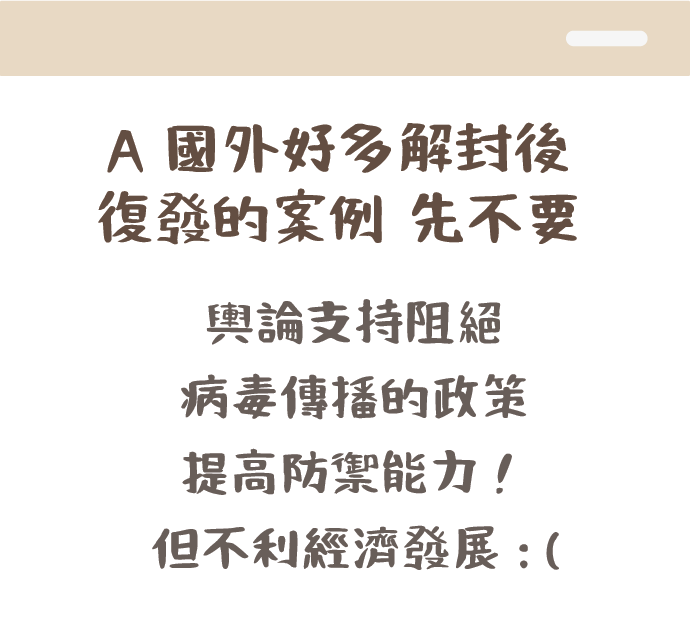 A 國外好多解封後
復發的案例 先不要
輿論支持阻絕
病毒傳播的政策
提高防禦能力！
但不利經濟發展 : (